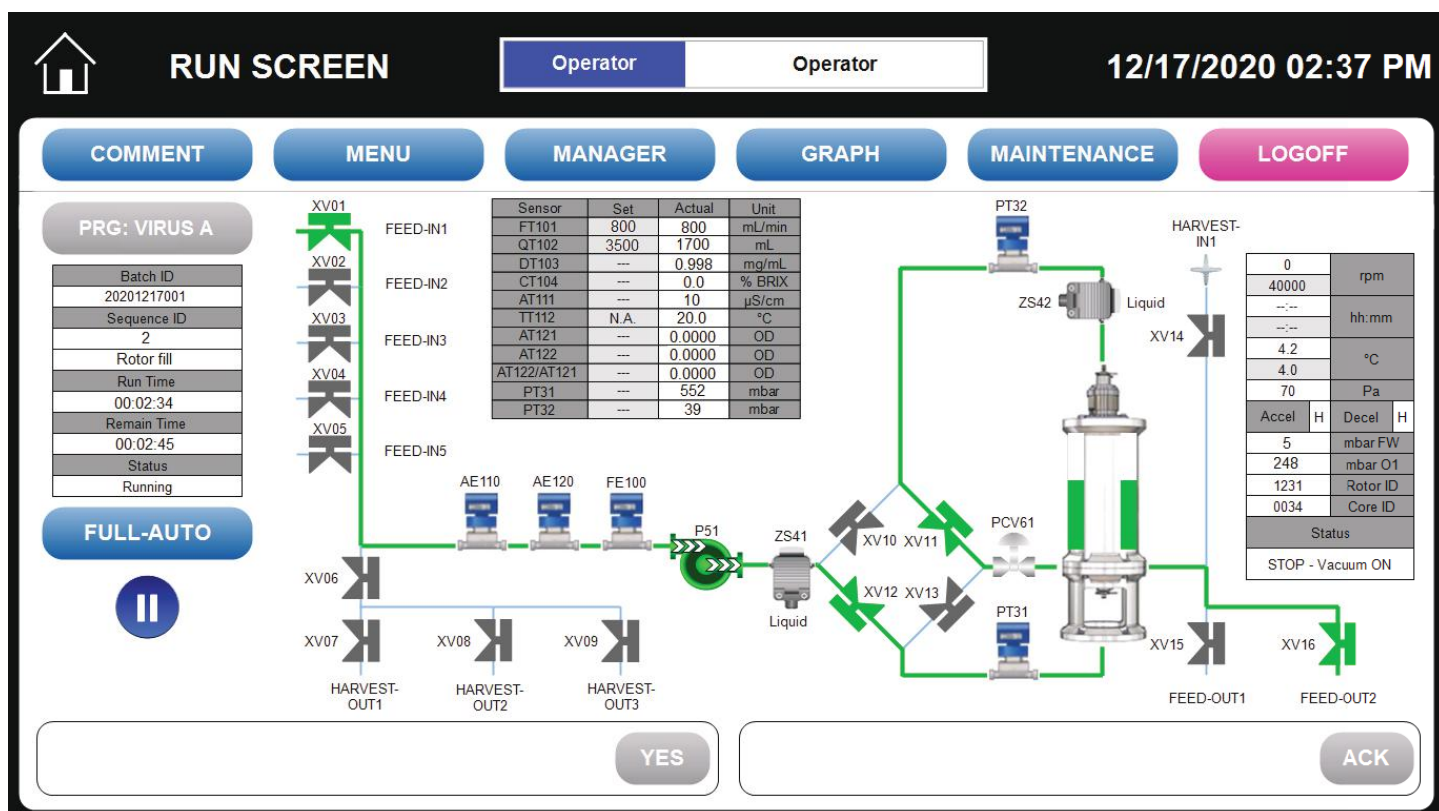 RUN SCREEN
Operator Operator
12/17/2020 02:37 PM
COMMENT MENU MANAGER GRAPH MAINTENANCE LOGOFF
PRG: VIRUS A
Batch ID
20201217001
Sequence ID
2
Rotor fill
Run Time
00:02:34
Remain Time
00:02:45
Status
Running
FULL-AUTO
XV01
FEED-IN1
XV02
FEED-IN2
XV03
FEED-IN3
XV04
FEED-IN4
XV05
FEED-IN5
Sensor Set Actual Unit
FT101 800 800 mL/min
QT102 3500 1700 mL
DT103 --- 0.998 mg/mL
CT104 --- 0.0 % BRIX
AT111 --- 10 µS/cm
TT112 N.A. 20.0 °C
AT121 --- 0.0000 OD
AT122 --- 0.0000 OD
AT122/AT121 --- 0.0000 OD
PT31 --- 552 mbar
PT32 --- 39 mbar
AE110 AE120 FE100
P51
ZS41
Liquid
XV06
XV07 XV08 XV09
HARVEST-
OUT1
HARVEST-
OUT2
HARVEST-
OUT3
PT32
ZS42 Liquid
HARVEST-
IN1
XV14
XV10 XV11
PCV61
XV12 XV13
PT31
XV15 XV16
FEED-OUT1 FEED-OUT2
0 rpm
40000
--:-- hh:mm
--:--
4.2 °C
4.0
70 Pa
Accel H Decel H
5 mbar FW
248 mbar O1
1231 Rotor ID
0034 Core ID
Status
STOP - Vacuum ON
YES
ACK